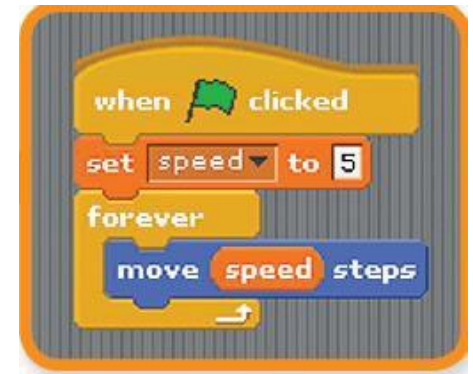 when clicked
set speed to 5
forever
move speed steps